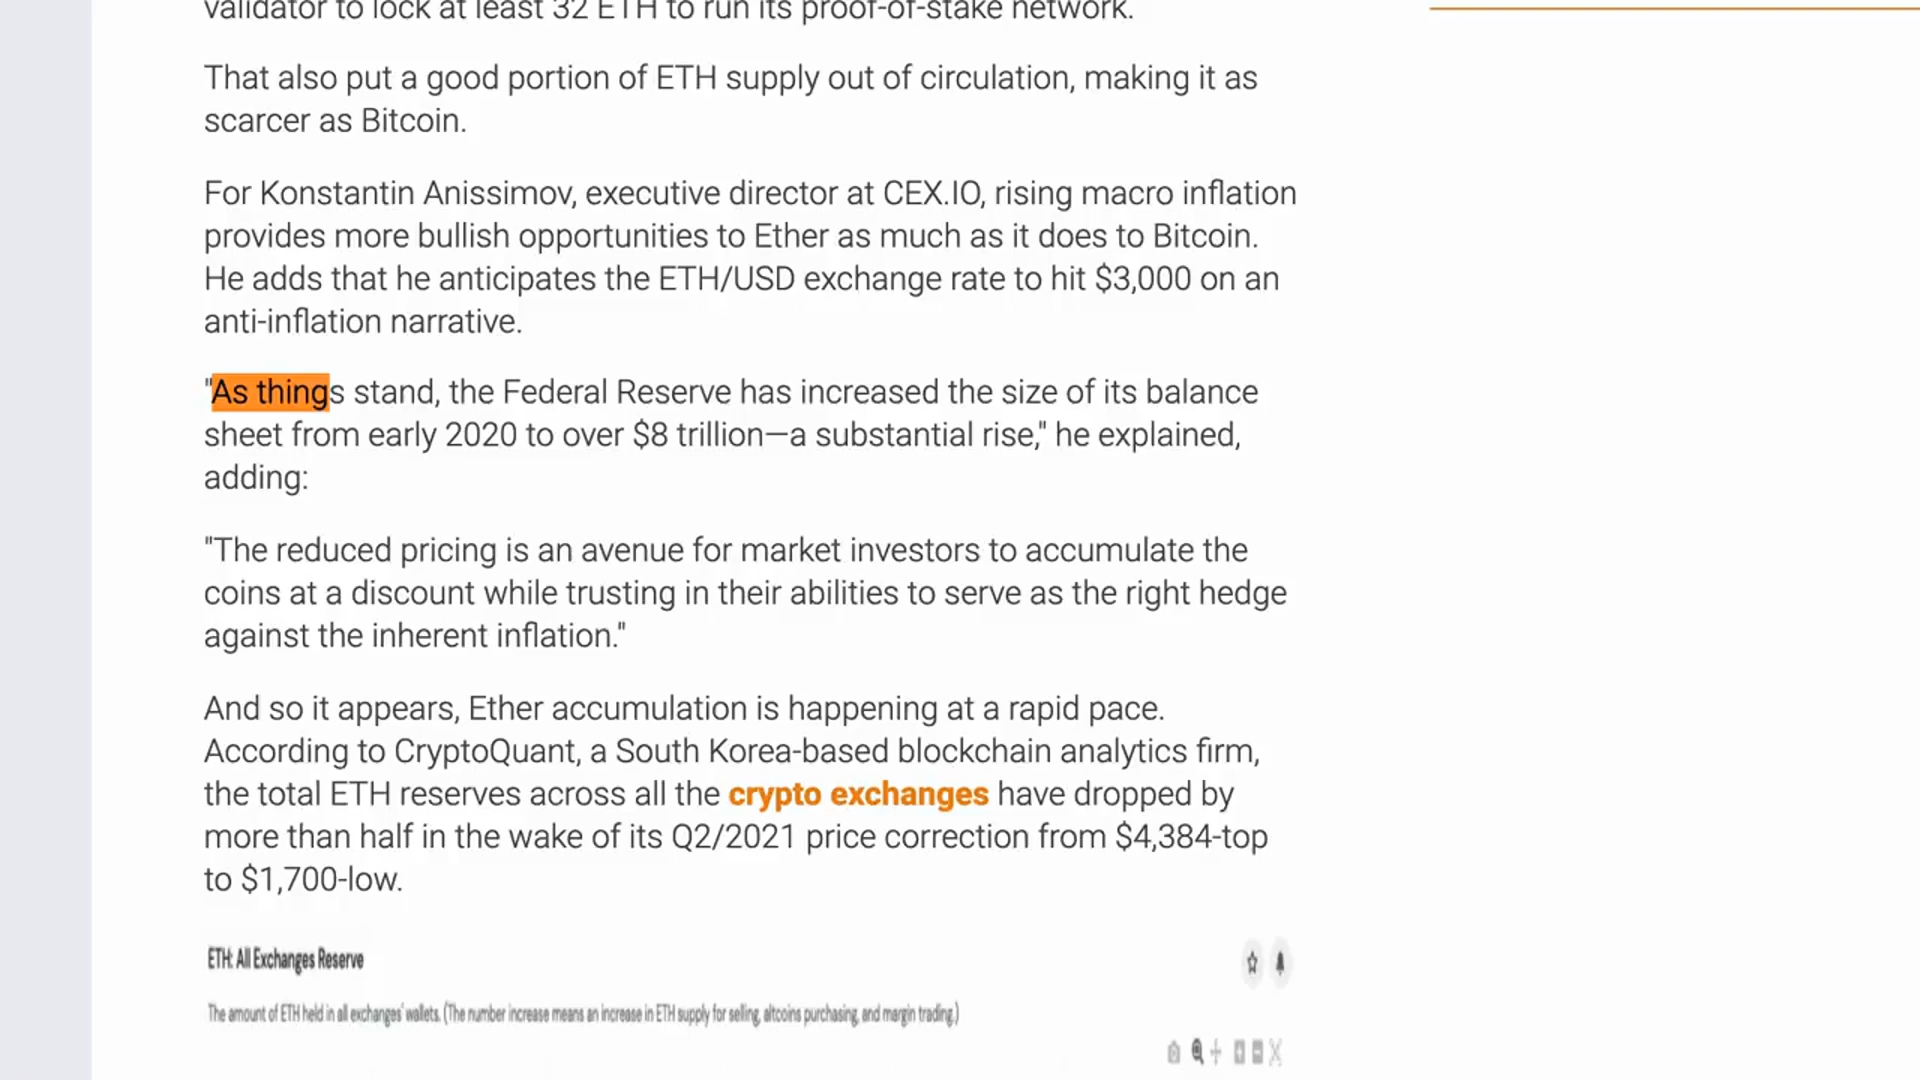 validator to lock at least 32 ETH to run its proof-of-stake network.
That also put a good portion of ETH supply out of circulation, making it as
scarcer as Bitcoin.
For Konstantin Anissimov, executive director at CEX.IO, rising macro inflation
provides more bullish opportunities to Ether as much as it does to Bitcoin.
He adds that he anticipates the ETH/USD exchange rate to hit $3,000 on an
anti-inflation narrative.
"As things stand, the Federal Reserve has increased the size of its balance
sheet from early 2020 to over $8 trillion—a substantial rise," he explained,
adding:
"The reduced pricing is an avenue for market investors to accumulate the
coins at a discount while trusting in their abilities to serve as the right hedge
against the inherent inflation."
And so it appears, Ether accumulation is happening at a rapid pace.
According to CryptoQuant, a South Korea-based blockchain analytics firm,
the total ETH reserves across all the crypto exchanges have dropped by
more than half in the wake of its Q2/2021 price correction from $4,384-top
to $1,700-low.
ETH: All Exchanges Reserve
The amount of ETH held in all exchanges' wallets. (The number increase means an increase in ETH supply for selling, altcoins purchasing, and margin trading.)